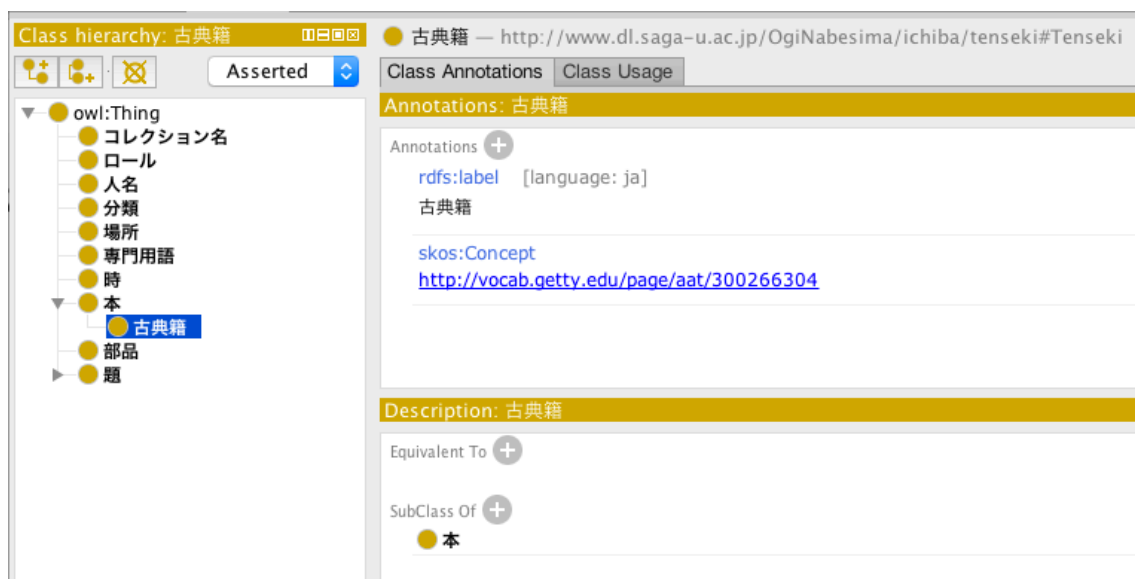 Class hierarchy: 古典籍
Asserted
owl:Thing
コレクション名
ロール
人名
分類
場所
専門用語
時
本
古典籍
部品
題
古典籍 — http://www.dl.saga-u.ac.jp/OgiNabesima/ichiba/tenseki#Tenseki
Class Annotations Class Usage
Annotations: 古典籍
Annotations
rdfs:label [language: ja]
古典籍
skos:Concept
http://vocab.getty.edu/page/aat/300266304
Description: 古典籍
Equivalent To
SubClass Of
本